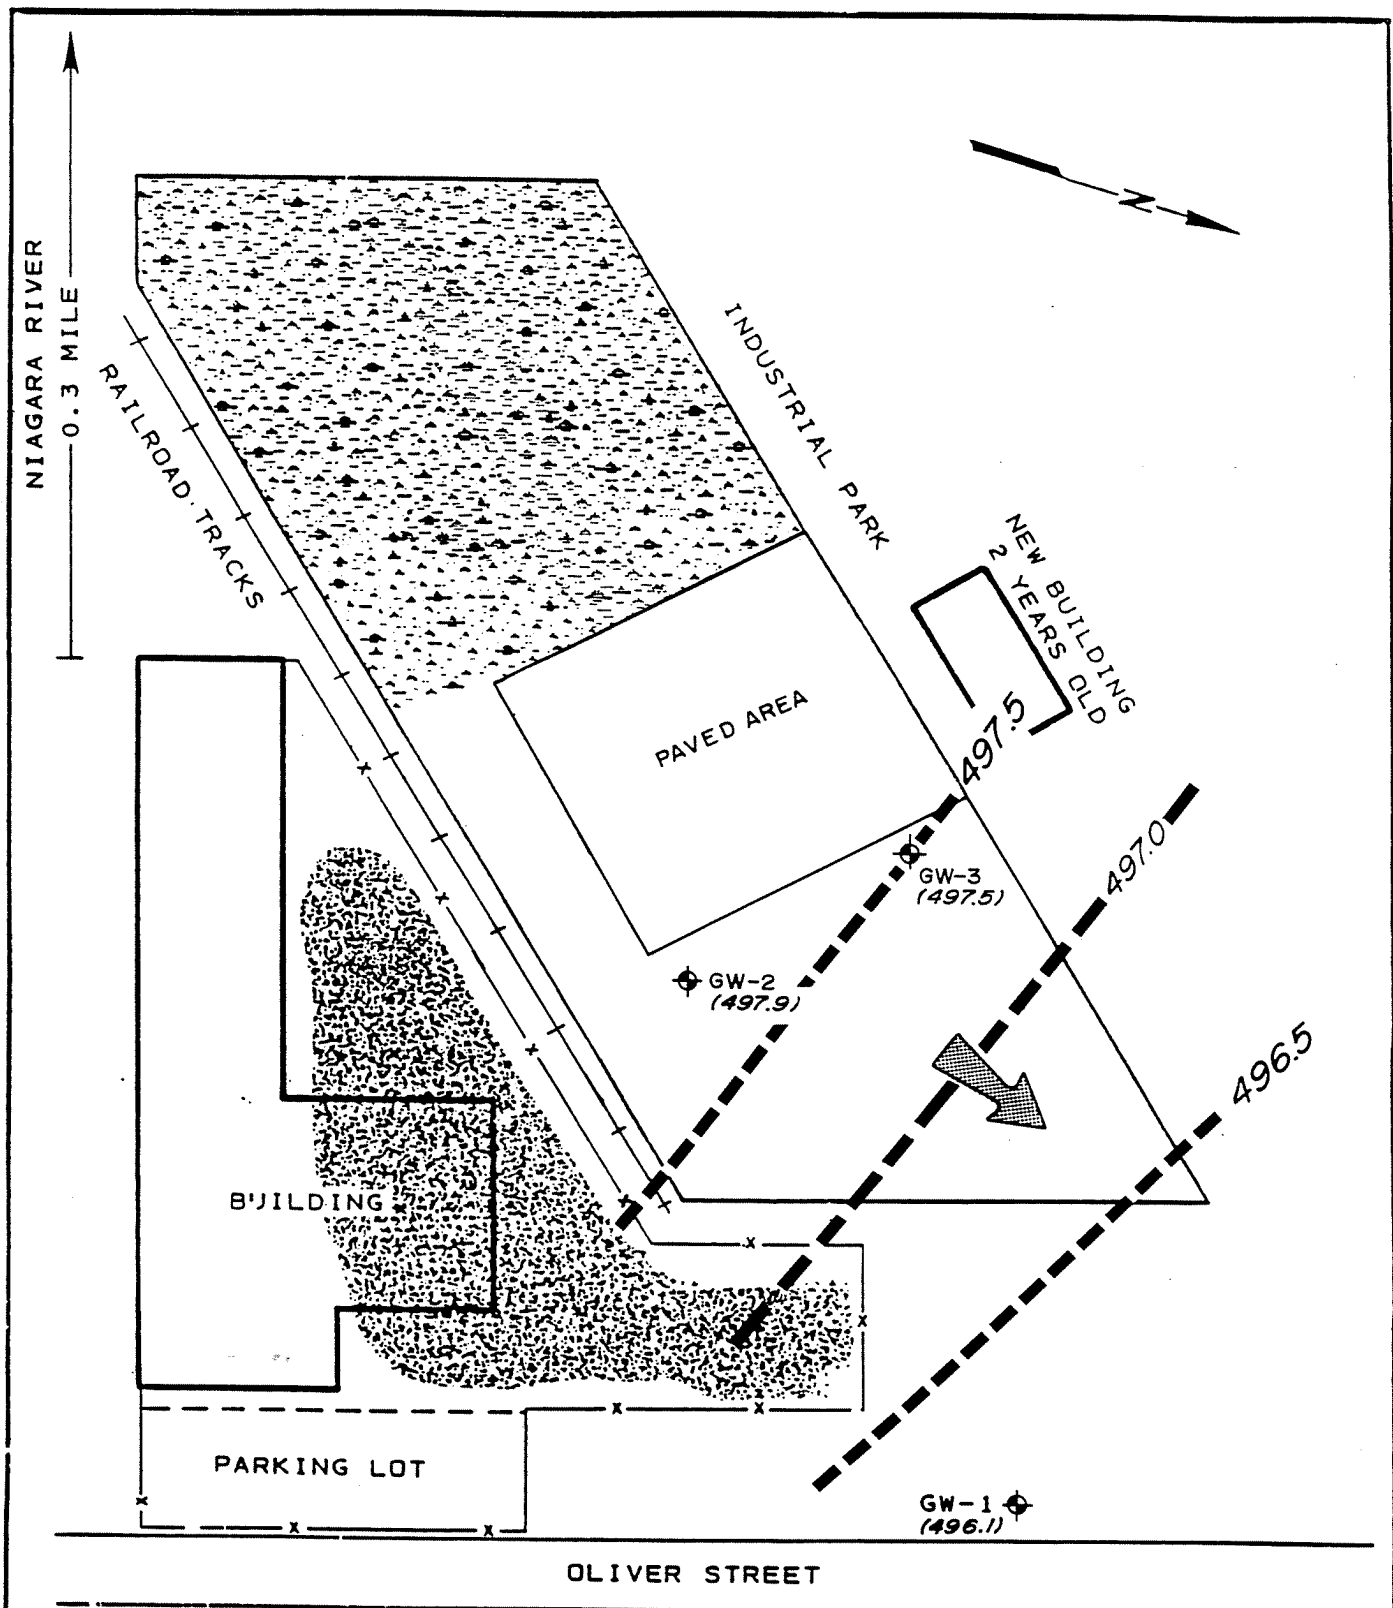 N
NIAGARA RIVER
0.3 MILE
RAILROAD TRACKS
INDUSTRIAL PARK
NEW BUILDING
2 YEARS OLD
PAVED AREA
497.5
497.0
GW-3
(497.5)
GW-2
(497.9)
496.5
BUILDING
PARKING LOT
GW-1
(496.1)
OLIVER STREET